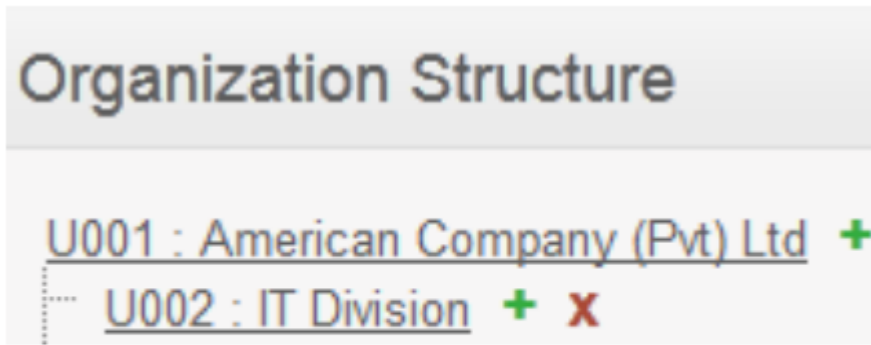 Organization Structure
U001 : American Company (Pvt) Ltd +
U002 : IT Division + x